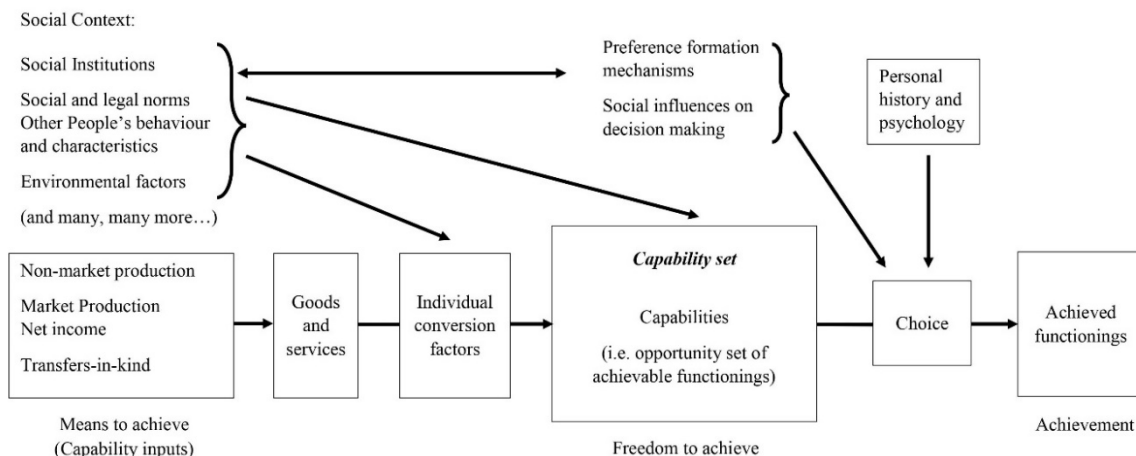 Social Context:
Social Institutions
Social and legal norms
Other People’s behaviour
and characteristics
Environmental factors
(and many, many more…)
Preference formation
mechanisms
Social influences on
decision making
Personal
history and
psychology
Non-market production
Market Production
Net income
Transfers-in-kind
Goods
and
services
Individual
conversion
factors
Capability set
Capabilities
(i.e. opportunity set of
achievable functionings)
Choice
Achieved
functionings
Means to achieve
(Capability inputs)
Freedom to achieve
Achievement